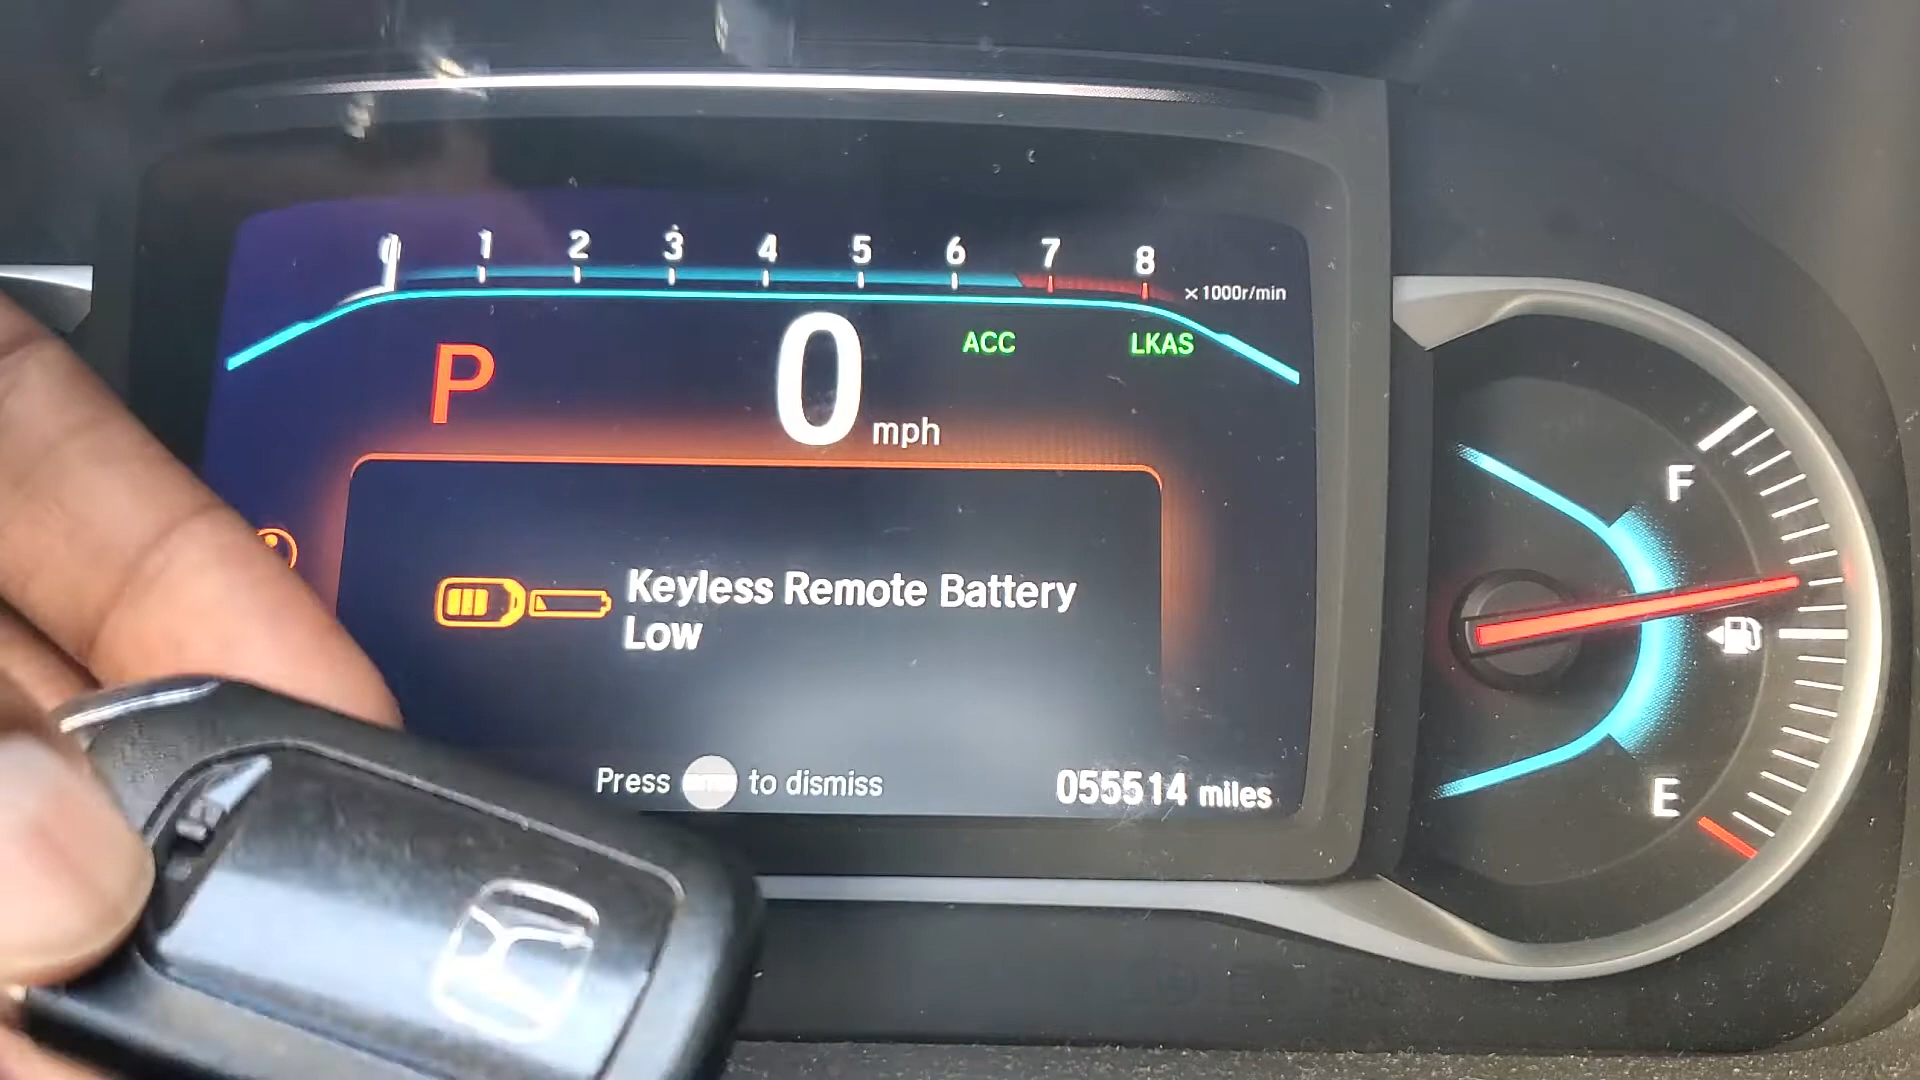 0 1 2 3 4 5 6 7 8
×1000r/min
P 0 mph ACC LKAS
Keyless Remote Battery
Low
Press to dismiss
055514 miles
F
E